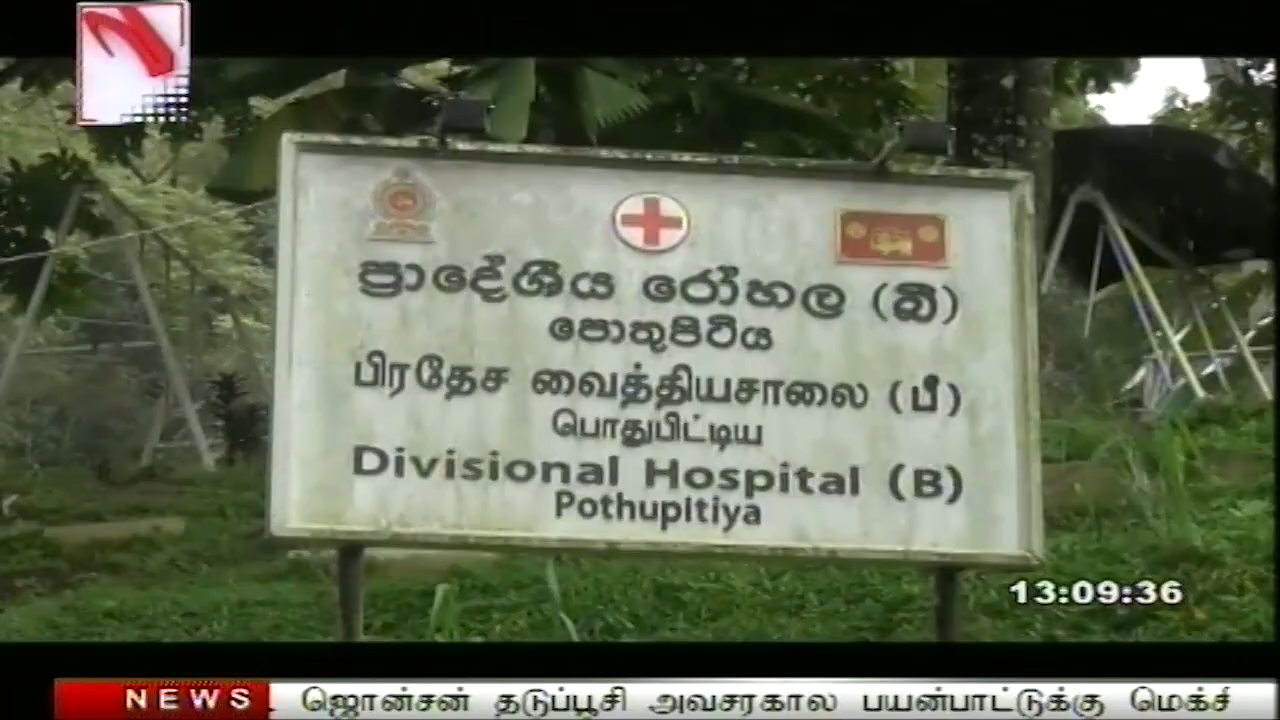 ප්‍රාදේශීය රෝහල (බී)
පොතුපිටිය
பிரதேச வைத்தியசாலை (பீ)
பொதுபிட்டிய
Divisional Hospital (B)
Pothupitiya
13:09:36
NEWS ஜொன்சன் தடுப்பூசி அவசரகால பயன்பாட்டுக்கு மெக்சி